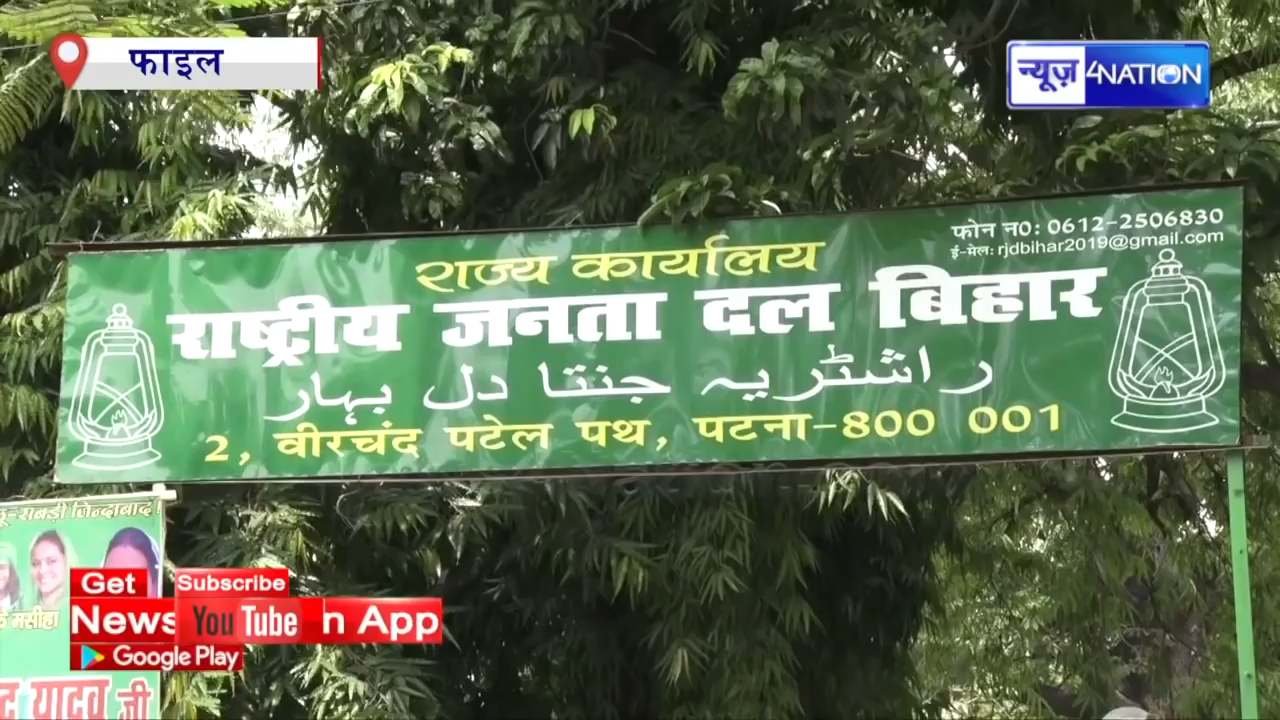 फाइल
न्यूज़ 4NATION
फोन न0: 0612-2506830
ई-मेल: rjdbihar2019@gmail.com
राज्य कार्यालय
राष्ट्रीय जनता दल बिहार
راشٹریہ جنتا دل بہار
2, वीरचंद पटेल पथ, पटना-800 001
राबड़ी जिन्दाबाद!
मसीहा
यादव जी
Get
News
n App
Google Play
Subscribe
YouTube